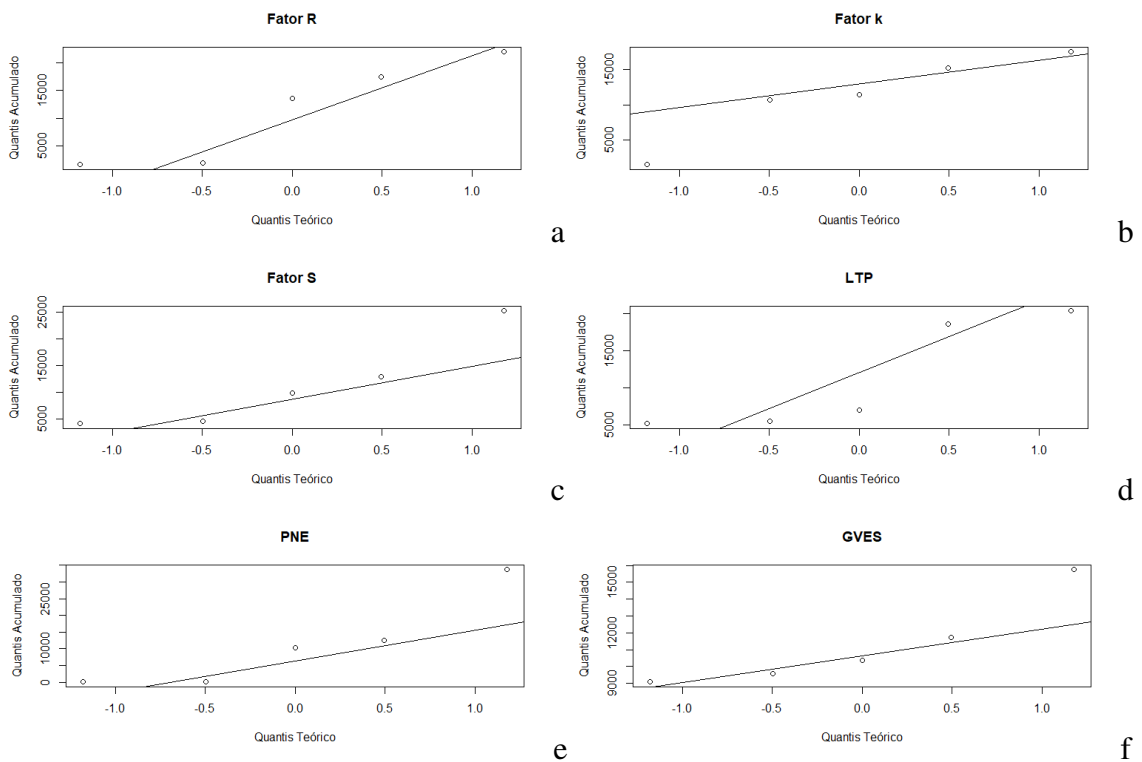 Fator R
Quantis Acumulado
5000 15000
-1.0 -0.5 0.0 0.5 1.0
Quantis Teórico
a
Fator k
Quantis Acumulado
5000 15000
-1.0 -0.5 0.0 0.5 1.0
Quantis Teórico
b
Fator S
Quantis Acumulado
5000 15000 25000
-1.0 -0.5 0.0 0.5 1.0
Quantis Teórico
c
LTP
Quantis Acumulado
5000 15000
-1.0 -0.5 0.0 0.5 1.0
Quantis Teórico
d
PNE
Quantis Acumulado
0 10000 25000
-1.0 -0.5 0.0 0.5 1.0
Quantis Teórico
e
GVES
Quantis Acumulado
9000 12000 15000
-1.0 -0.5 0.0 0.5 1.0
Quantis Teórico
f